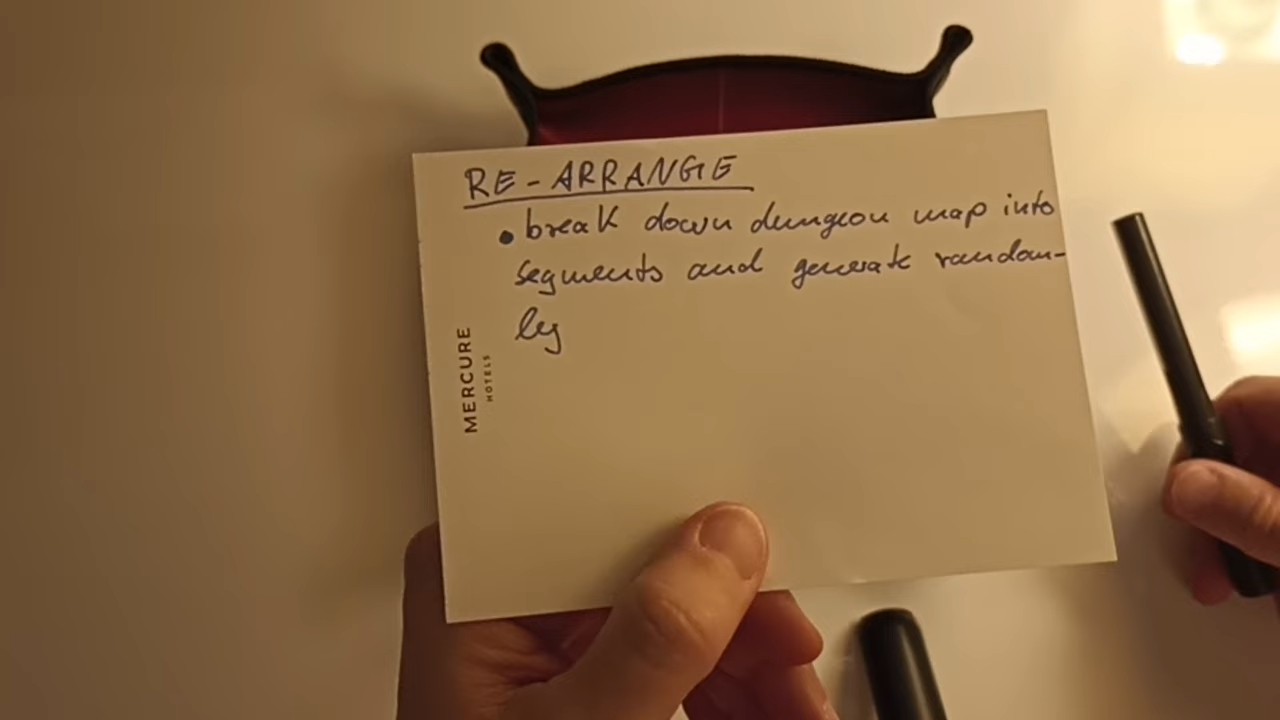 RE-ARRANGE
• break down dungeon map into
segments and generate random-
ly
MERCURE
HOTELS